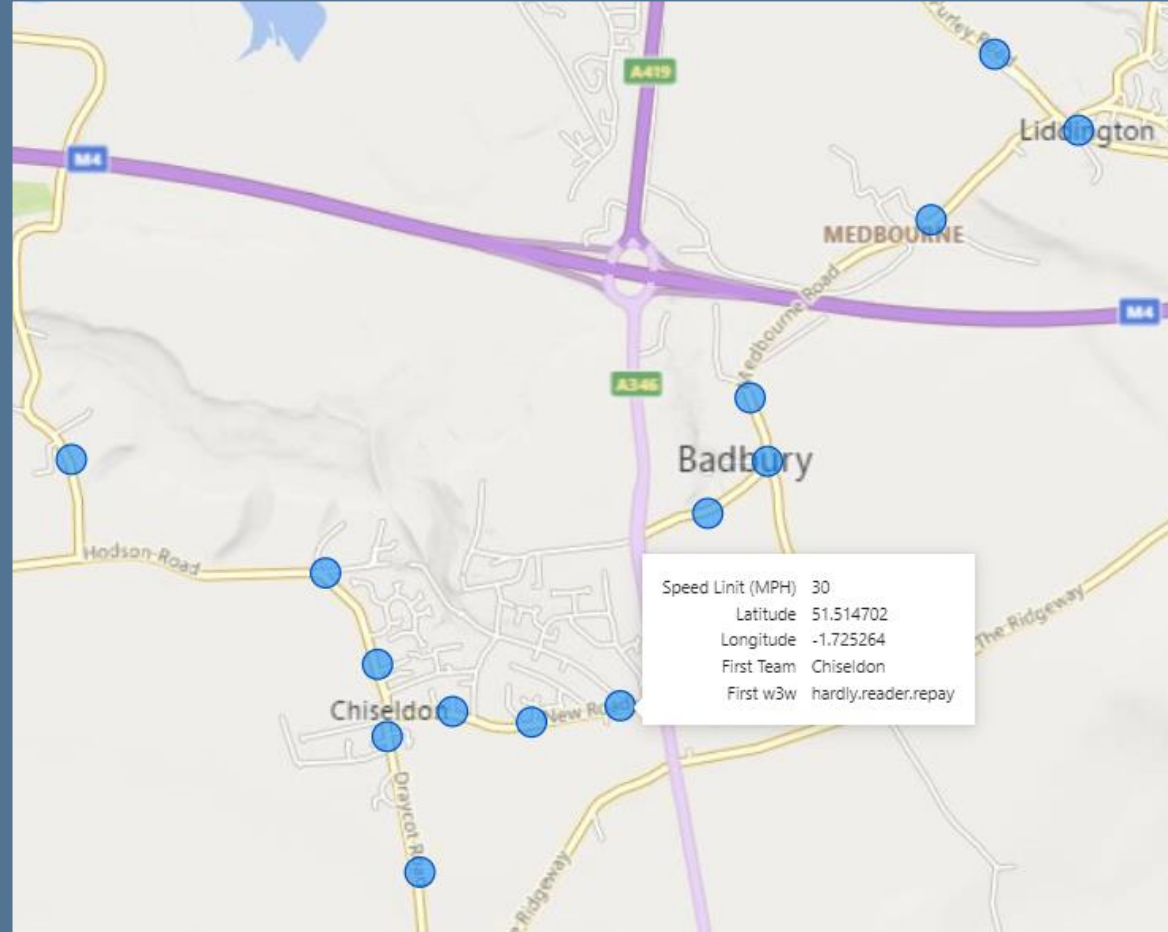 Purley Road
A419
Liddington
M4
MEDBOURNE
M4
Medbourne Road
A346
Badbury
Hodson Road
Speed Linit (MPH) 30
Latitude 51.514702
Longitude -1.725264
First Team Chiseldon
First w3w hardly.reader.repay
The Ridgeway
Chiseldon
New Road
Draycot Road
Ridgeway